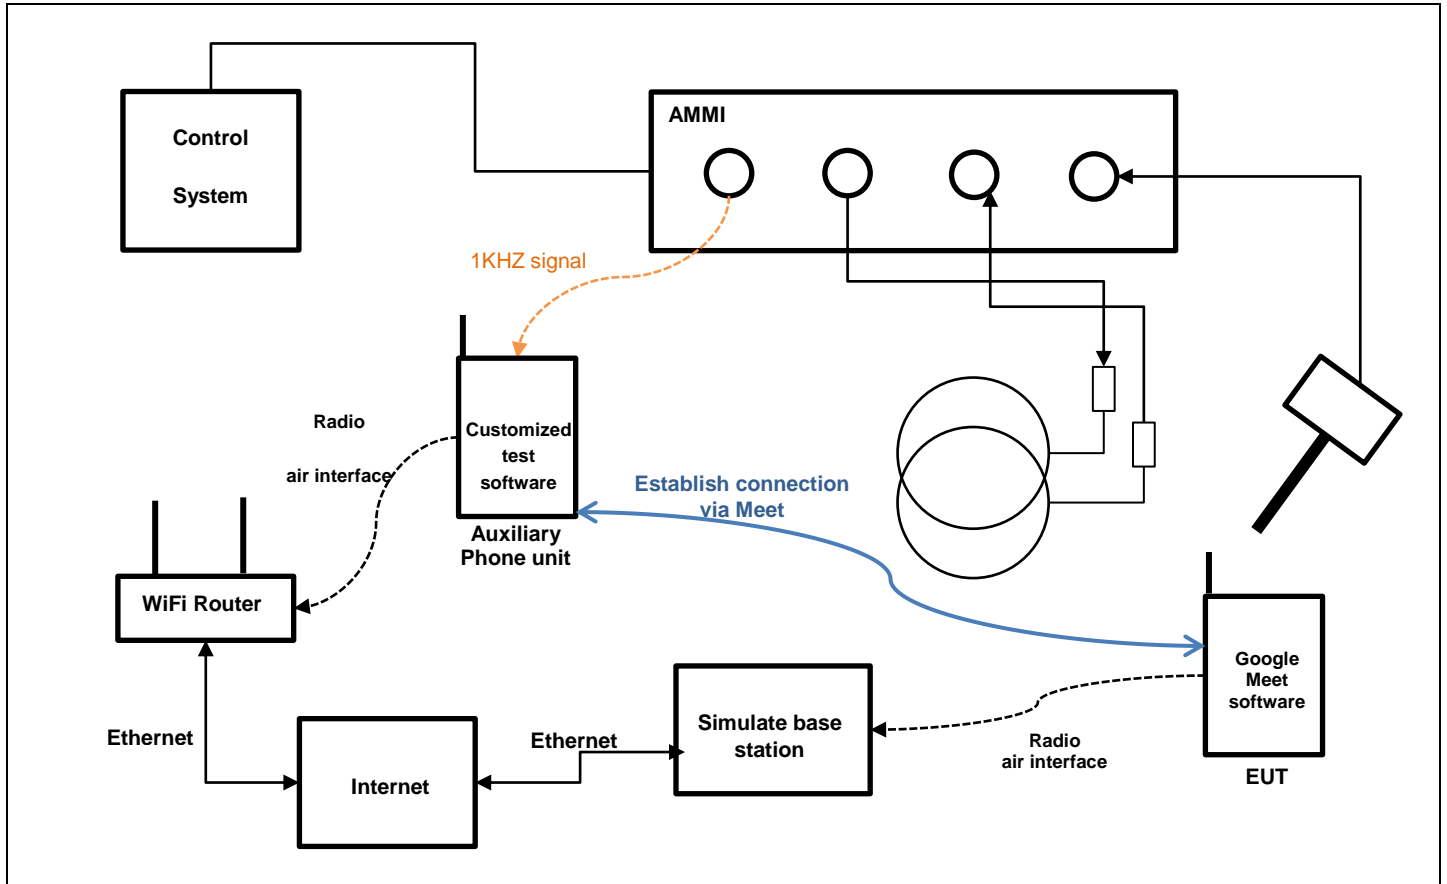 Control
System
AMMI
1KHZ signal
Radio
air interface
Customized
test
software
Auxiliary
Phone unit
Establish connection
via Meet
WiFi Router
Google
Meet
software
EUT
Ethernet
Internet
Ethernet
Simulate base
station
Radio
air interface